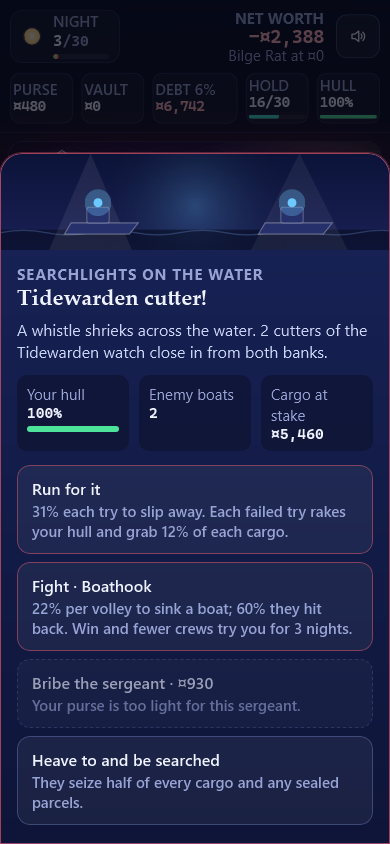 NIGHT
3/30
NET WORTH
−¤2,388
Bilge Rat at ¤0
PURSE
¤480
VAULT
¤0
DEBT 6%
¤6,742
HOLD
16/30
HULL
100%
SEARCHLIGHTS ON THE WATER
Tidewarden cutter!
A whistle shrieks across the water. 2 cutters of the
Tidewarden watch close in from both banks.
Your hull
100%
Enemy boats
2
Cargo at
stake
¤5,460
Run for it
31% each try to slip away. Each failed try rakes
your hull and grab 12% of each cargo.
Fight · Boathook
22% per volley to sink a boat; 60% they hit
back. Win and fewer crews try you for 3 nights.
Bribe the sergeant · ¤930
Your purse is too light for this sergeant.
Heave to and be searched
They seize half of every cargo and any sealed
parcels.